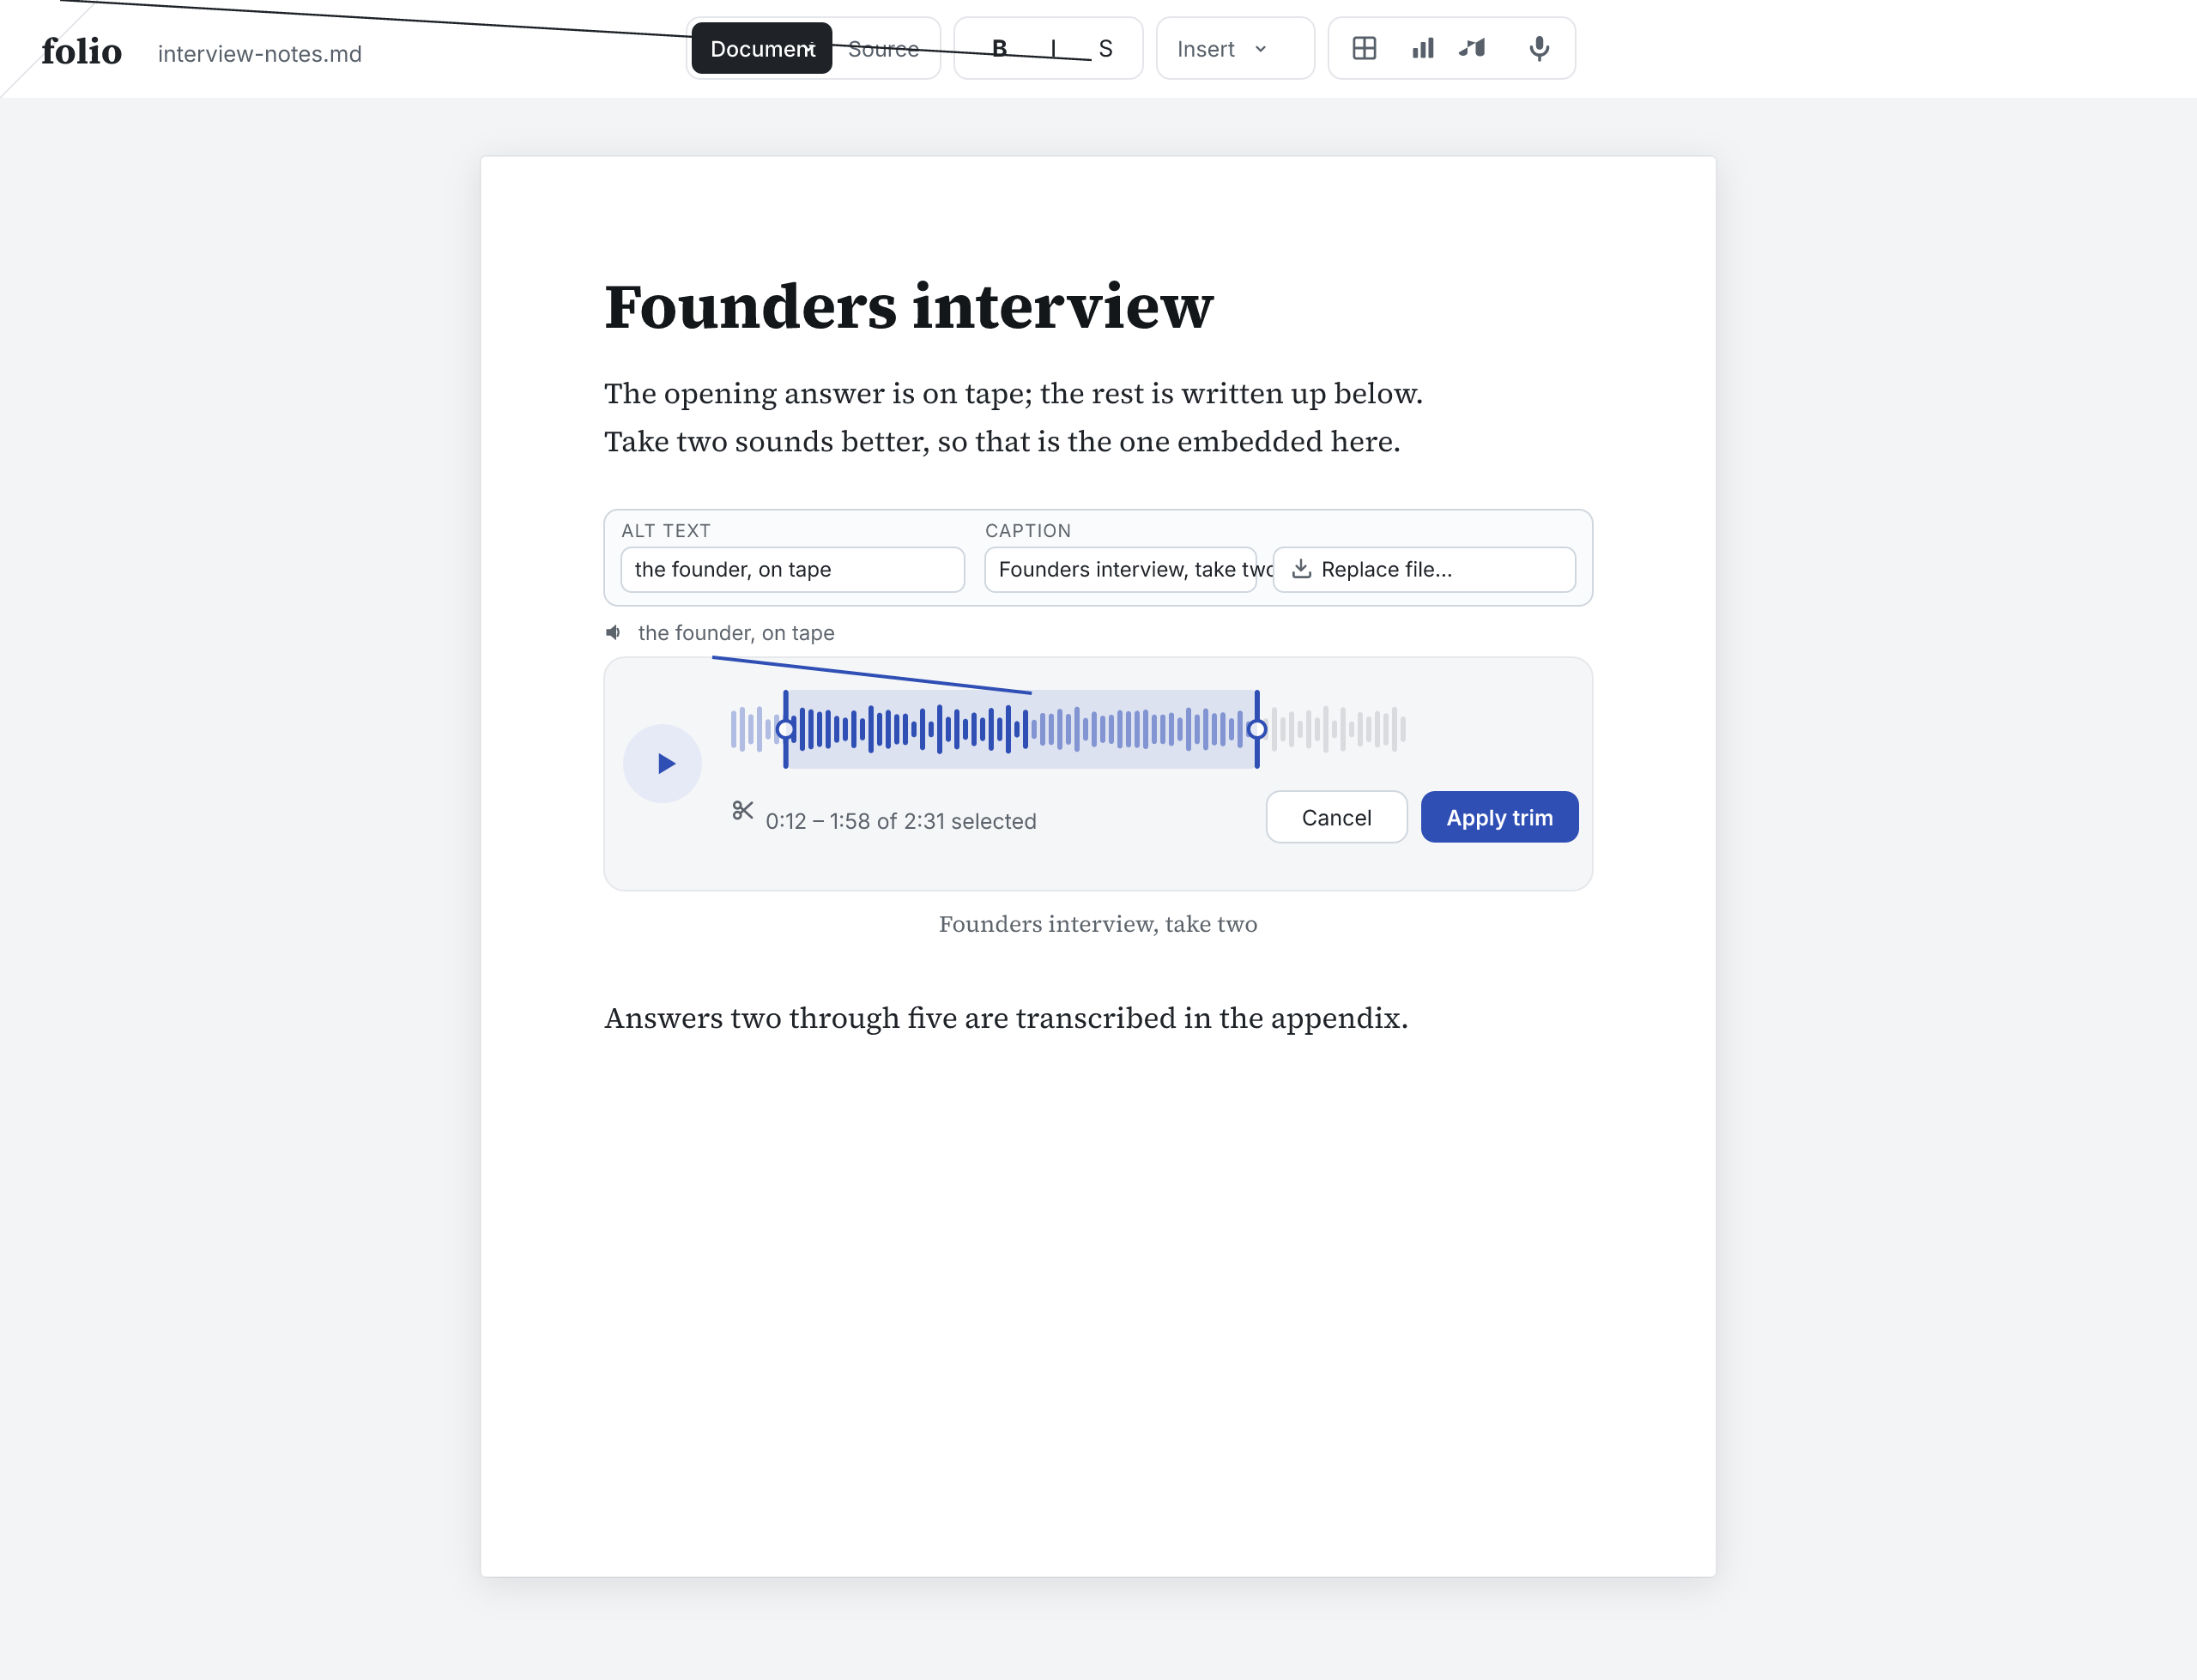 folio interview-notes.md Document Source B I S Insert
Founders interview
The opening answer is on tape; the rest is written up below.
Take two sounds better, so that is the one embedded here.
ALT TEXT CAPTION
the founder, on tape Founders interview, take two Replace file…
the founder, on tape
0:12 – 1:58 of 2:31 selected Cancel Apply trim
Founders interview, take two
Answers two through five are transcribed in the appendix.